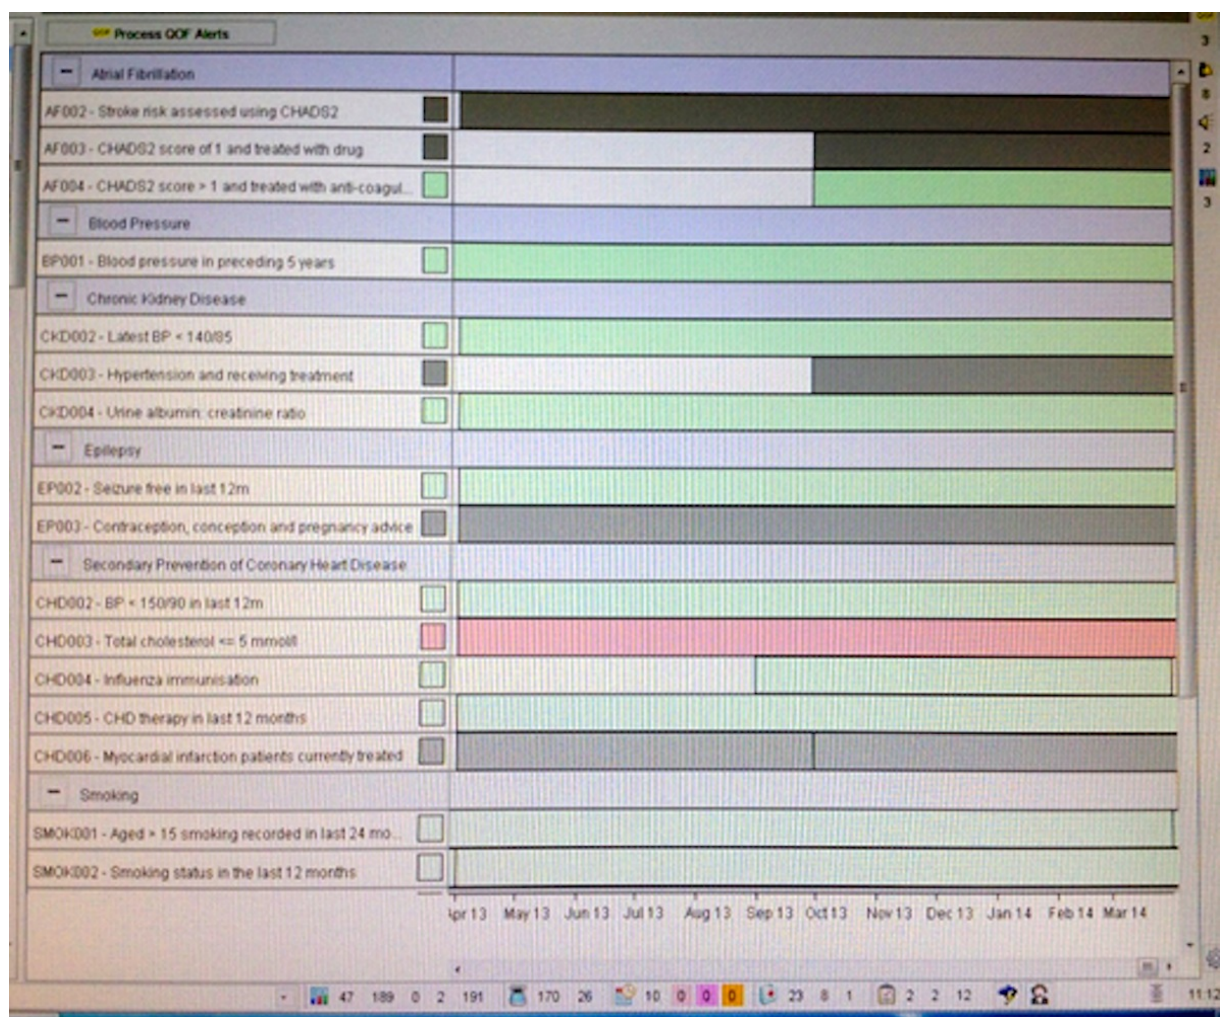 QOF Process QOF Alerts
Atrial Fibrillation
AF002 - Stroke risk assessed using CHADS2
AF003 - CHADS2 score of 1 and treated with drug
AF004 - CHADS2 score > 1 and treated with anti-coagul...
Blood Pressure
BP001 - Blood pressure in preceding 5 years
Chronic Kidney Disease
CKD002 - Latest BP < 140/85
CKD003 - Hypertension and receiving treatment
CKD004 - Urine albumin: creatinine ratio
Epilepsy
EP002 - Seizure free in last 12m
EP003 - Contraception, conception and pregnancy advice
Secondary Prevention of Coronary Heart Disease
CHD002 - BP < 150/90 in last 12m
CHD003 - Total cholesterol <= 5 mmol/l
CHD004 - Influenza immunisation
CHD005 - CHD therapy in last 12 months
CHD006 - Myocardial infarction patients currently treated
Smoking
SMOK001 - Aged > 15 smoking recorded in last 24 mo...
SMOK002 - Smoking status in the last 12 months
Apr 13 May 13 Jun 13 Jul 13 Aug 13 Sep 13 Oct 13 Nov 13 Dec 13 Jan 14 Feb 14 Mar 14
3
8
2
3
47 189 0 2 191 170 26 10 0 0 0 23 8 1 2 2 12 11:12